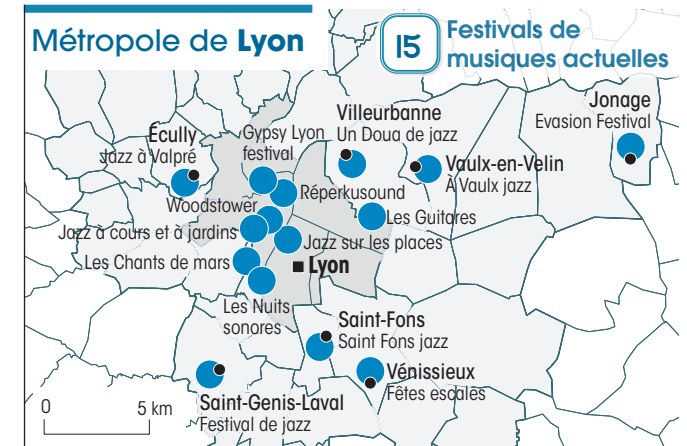 Métropole de Lyon
15
Festivals de
musiques actuelles
Jonage
Evasion Festival
Villeurbanne
Un Doua de jazz
Écully
Jazz à Valpré
Gypsy Lyon
festival
Vaulx-en-Velin
À Vaulx jazz
Réperkusound
Woodstower
Les Guitares
Jazz à cours et à jardins
Jazz sur les places
Les Chants de mars
Lyon
Les Nuits
sonores
Saint-Fons
Saint Fons jazz
Vénissieux
Fêtes escales
Saint-Genis-Laval
Festival de jazz
0 5 km